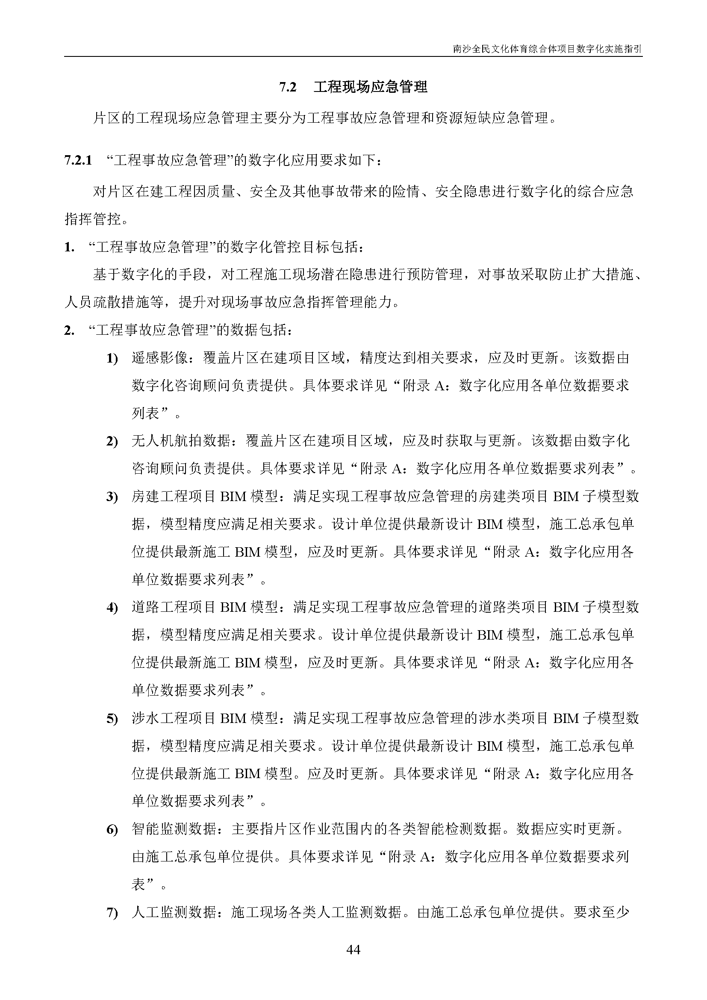 南沙全民文化体育综合体项目数字化实施指引
7.2 工程现场应急管理
片区的工程现场应急管理主要分为工程事故应急管理和资源短缺应急管理。
7.2.1 “工程事故应急管理”的数字化应用要求如下：
对片区在建工程因质量、安全及其他事故带来的险情、安全隐患进行数字化的综合应急
指挥管控。
1. “工程事故应急管理”的数字化管控目标包括：
基于数字化的手段，对工程施工现场潜在隐患进行预防管理，对事故采取防止扩大措施、
人员疏散措施等，提升对现场事故应急指挥管理能力。
2. “工程事故应急管理”的数据包括：
1) 遥感影像：覆盖片区在建项目区域，精度达到相关要求，应及时更新。该数据由
数字化咨询顾问负责提供。具体要求详见“附录 A：数字化应用各单位数据要求
列表”。
2) 无人机航拍数据：覆盖片区在建项目区域，应及时获取与更新。该数据由数字化
咨询顾问负责提供。具体要求详见“附录 A：数字化应用各单位数据要求列表”。
3) 房建工程项目 BIM 模型：满足实现工程事故应急管理的房建类项目 BIM 子模型数
据，模型精度应满足相关要求。设计单位提供最新设计 BIM 模型，施工总承包单
位提供最新施工 BIM 模型，应及时更新。具体要求详见“附录 A：数字化应用各
单位数据要求列表”。
4) 道路工程项目 BIM 模型：满足实现工程事故应急管理的道路类项目 BIM 子模型数
据，模型精度应满足相关要求。设计单位提供最新设计 BIM 模型，施工总承包单
位提供最新施工 BIM 模型，应及时更新。具体要求详见“附录 A：数字化应用各
单位数据要求列表”。
5) 涉水工程项目 BIM 模型：满足实现工程事故应急管理的涉水类项目 BIM 子模型数
据，模型精度应满足相关要求。设计单位提供最新设计 BIM 模型，施工总承包单
位提供最新施工 BIM 模型。应及时更新。具体要求详见“附录 A：数字化应用各
单位数据要求列表”。
6) 智能监测数据：主要指片区作业范围内的各类智能检测数据。数据应实时更新。
由施工总承包单位提供。具体要求详见“附录 A：数字化应用各单位数据要求列
表”。
7) 人工监测数据：施工现场各类人工监测数据。由施工总承包单位提供。要求至少
44